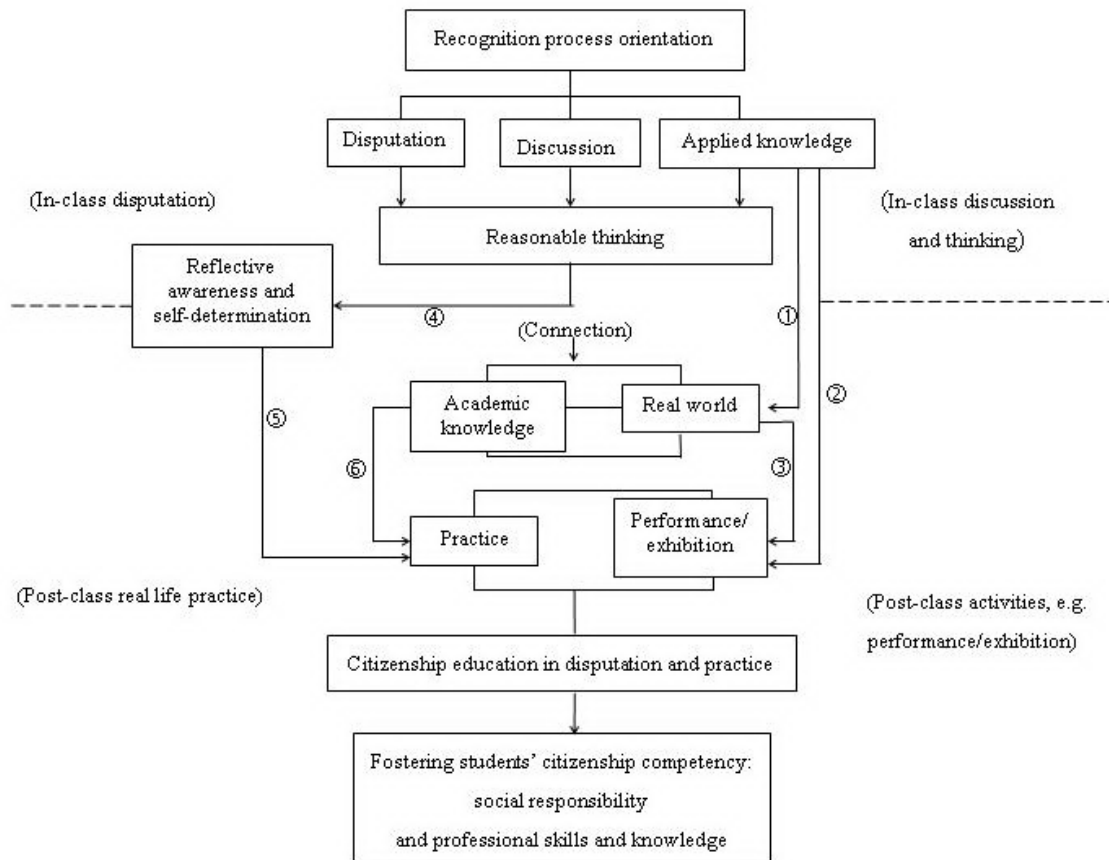 Recognition process orientation
Disputation
Discussion
Applied knowledge
(In-class disputation)
(In-class discussion
and thinking)
Reasonable thinking
Reflective
awareness and
self-determination
④
①
(Connection)
②
Academic
knowledge
Real world
⑤
⑥
③
Practice
Performance/
exhibition
(Post-class real life practice)
(Post-class activities, e.g.
performance/exhibition)
Citizenship education in disputation and practice
Fostering students’ citizenship competency:
social responsibility
and professional skills and knowledge